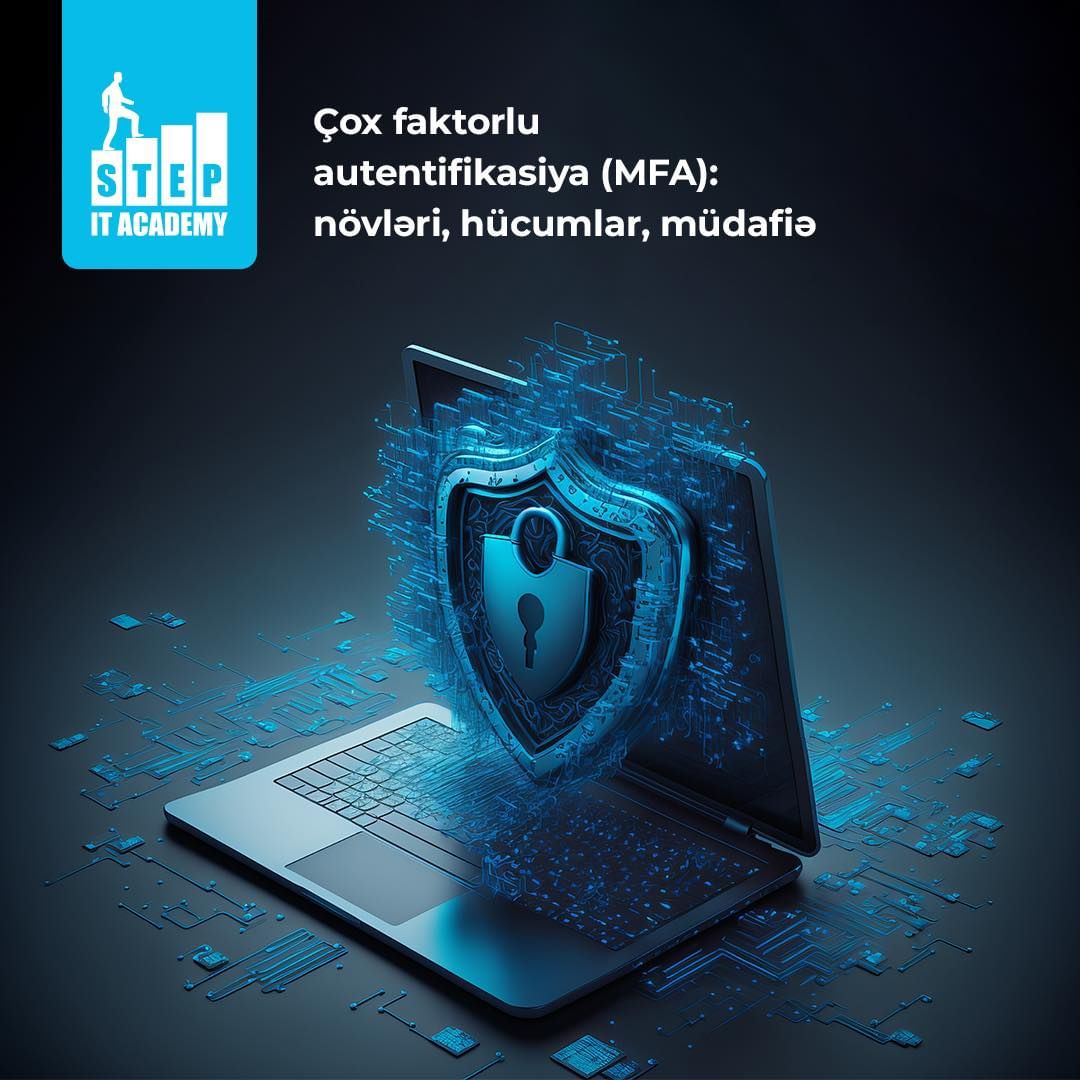 STEP
IT ACADEMY
Çox faktorlu
autentifikasiya (MFA):
növləri, hücumlar, müdafiə